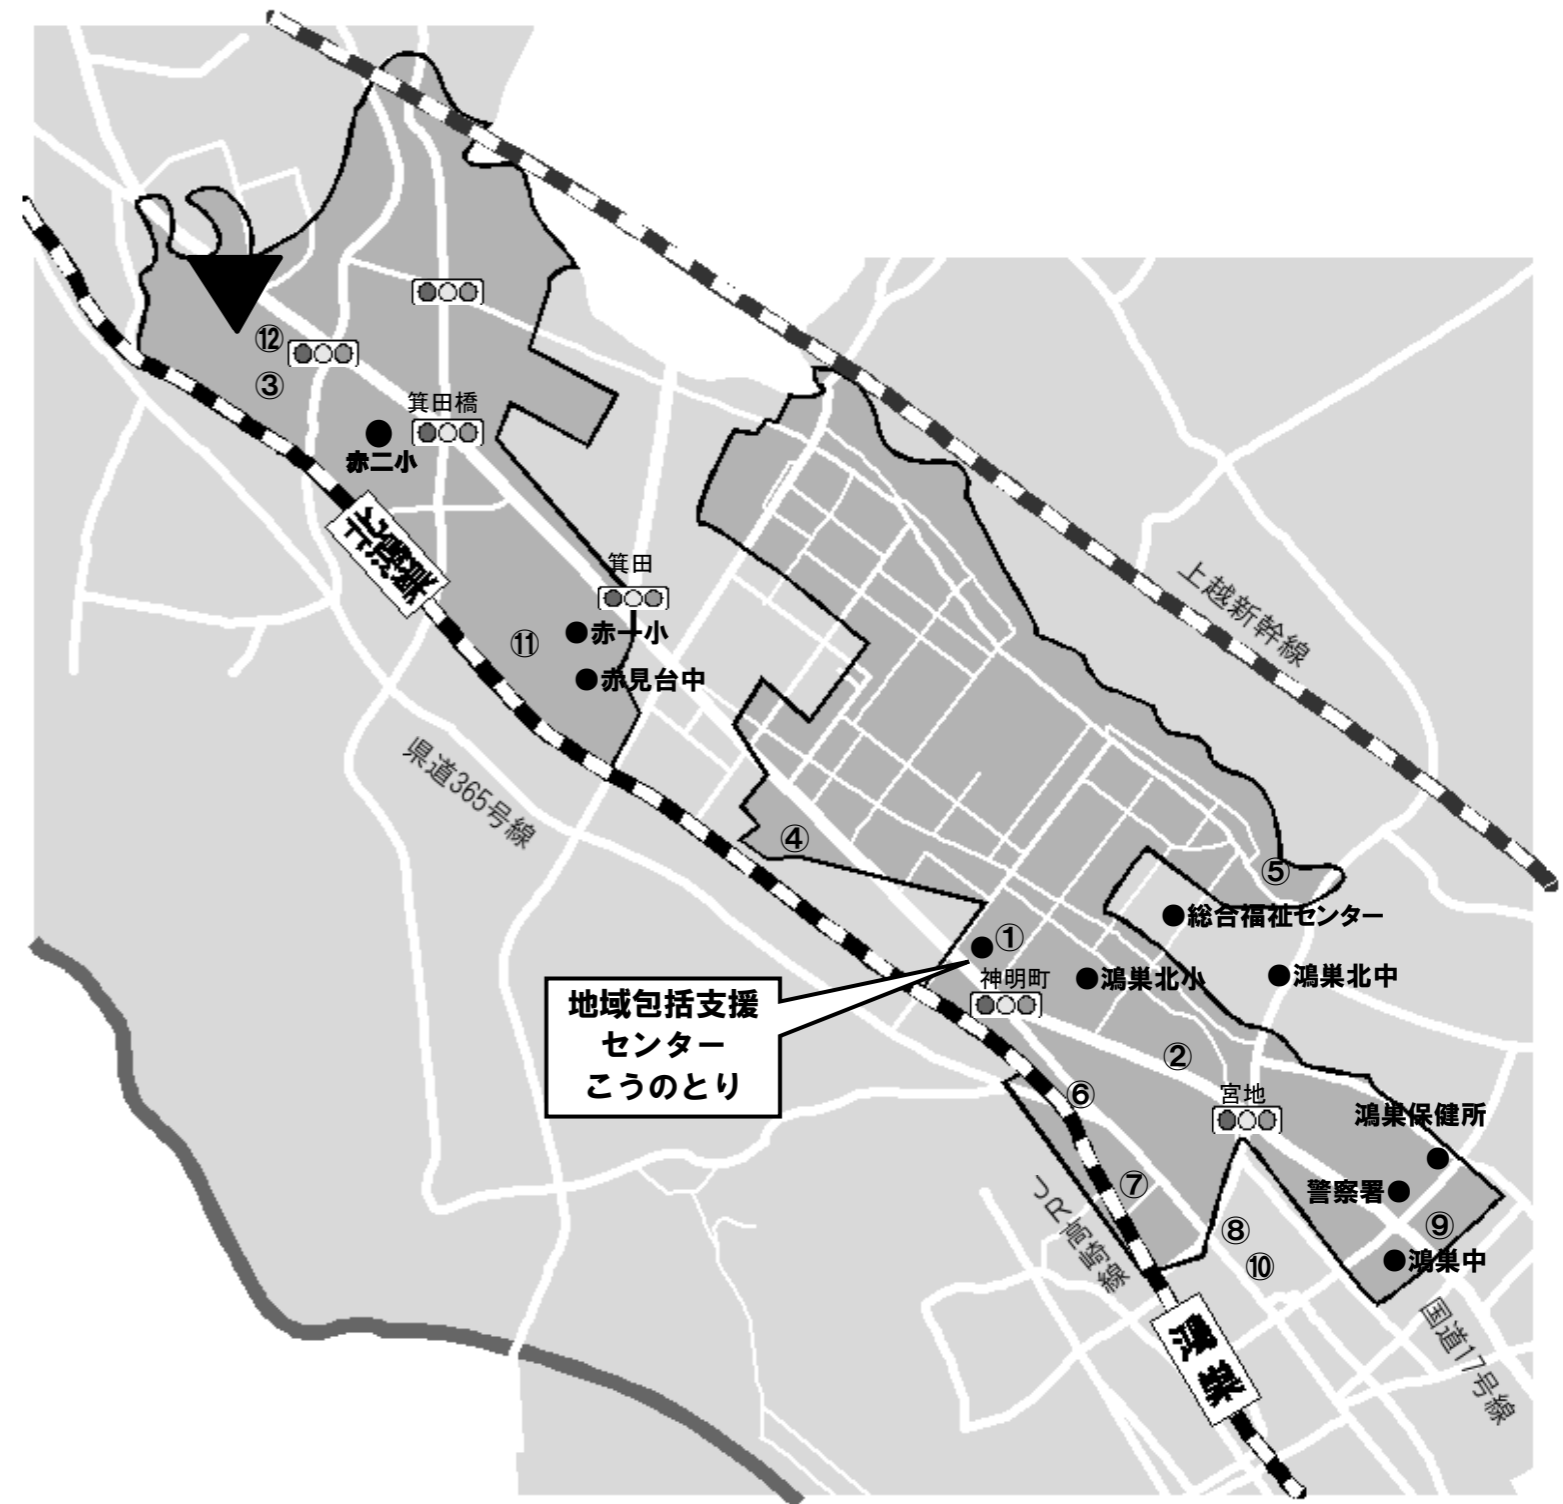 ⑫
③
箕田橋
赤二小
北鴻巣
箕田
⑪
赤一小
赤見台中
上越新幹線
県道365号線
④
⑤
総合福祉センター
①
神明町
鴻巣北小
鴻巣北中
地域包括支援
センター
こうのとり
②
⑥
宮地
鴻巣保健所
⑦
警察署
JR高崎線
⑧
⑨
⑩
鴻巣中
国道17号線
鴻巣